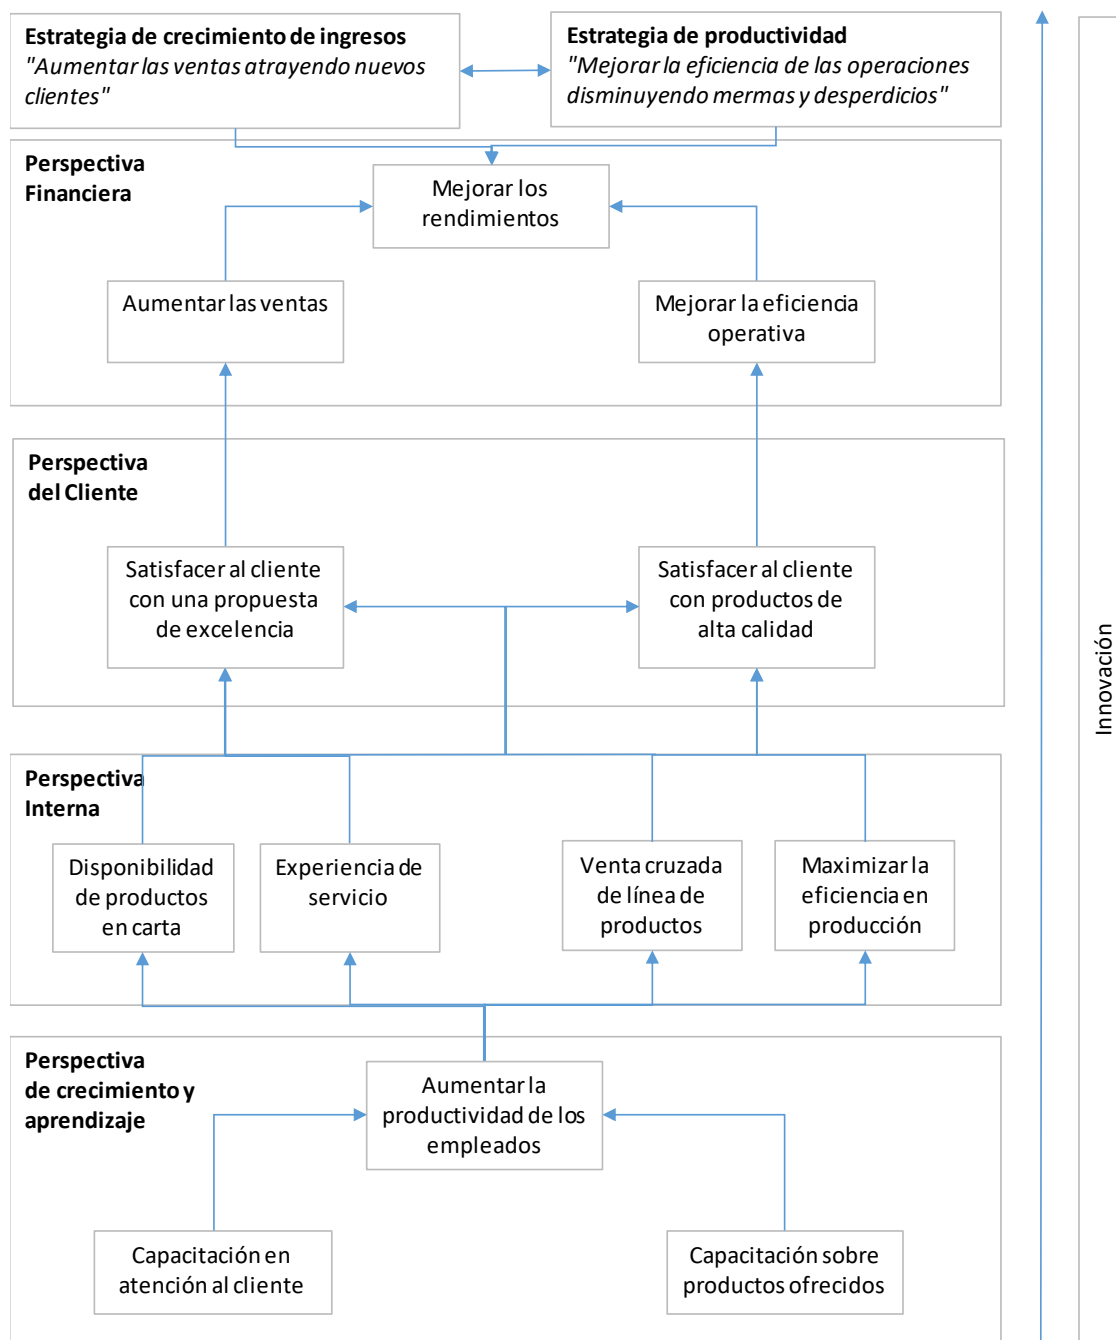 Estrategia de crecimiento de ingresos
"Aumentar las ventas atrayendo nuevos
clientes"
Estrategia de productividad
"Mejorar la eficiencia de las operaciones
disminuyendo mermas y desperdicios"
Perspectiva
Financiera
Mejorar los
rendimientos
Aumentar las ventas
Mejorar la eficiencia
operativa
Perspectiva
del Cliente
Satisfacer al cliente
con una propuesta
de excelencia
Satisfacer al cliente
con productos de
alta calidad
Perspectiva
Interna
Disponibilidad
de productos
en carta
Experiencia de
servicio
Venta cruzada
de línea de
productos
Maximizar la
eficiencia en
producción
Perspectiva
de crecimiento y
aprendizaje
Aumentar la
productividad de los
empleados
Capacitación en
atención al cliente
Capacitación sobre
productos ofrecidos
Innovación